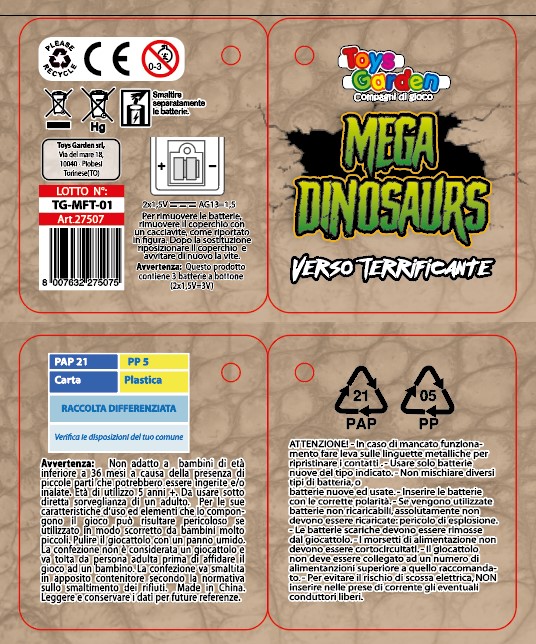 PLEASE
RECYCLE
CE
0-3
Hg
Smaltire
separatamente
le batterie.
Toys Garden srl,
Via del mare 18,
10040 - Piobesi
Torinese(TO)
+ -
LOTTO N°:
TG-MFT-01
Art.27507
8 007632 275075
2x1,5V AG13=1,5
Per rimuovere le batterie,
rimuovere il coperchio con
un cacciavite, come riportato
in figura. Dopo la sostituzione
riposizionare il coperchio e
avvitare di nuovo la vite.
Avvertenza: Questo prodotto
contiene 3 batterie a bottone
(2x1,5V=3V)
Toys
Garden
Compagni di gioco
MEGA
DINOSAURS
VERSO TERRIFICANTE
PAP 21 PP 5
Carta Plastica
RACCOLTA DIFFERENZIATA
Verifica le disposizioni del tuo comune
Avvertenza: Non adatto a bambini di età
inferiore a 36 mesi a causa della presenza di
piccole parti che potrebbero essere ingerite e/o
inalate. Età di utilizzo 5 anni +. Da usare sotto
diretta sorveglianza di un adulto. Per le sue
caratteristiche d'uso ed elementi che lo compon-
gono il gioco può risultare pericoloso se
utilizzato in modo scorretto da bambini molto
piccoli. Pulire il giocattolo con un panno umido.
La confezione non è considerata un giocattolo e
va tolta da persona adulta prima di affidare il
gioco ad un bambino. La confezione va smaltita
in apposito contenitore secondo la normativa
sullo smaltimento dei rifiuti. Made in China.
Leggere e conservare i dati per future referenze.
21
PAP
05
PP
ATTENZIONE! - In caso di mancato funziona-
mento fare leva sulle linguette metalliche per
ripristinare i contatti . - Usare solo batterie
nuove del tipo indicato. - Non mischiare diversi
tipi di batteria, o
batterie nuove ed usate. - Inserire le batterie
con le corrette polarità. - Se vengono utilizzate
batterie non ricaricabili, assolutamente non
devono essere ricaricate: pericolo di esplosione.
- Le batterie scariche devono essere rimosse
dal giocattolo. - I morsetti di alimentazione non
devono essere cortocircuitati. - Il giocattolo
non deve essere collegato ad un numero di
alimentanzioni superiore a quello raccomanda-
to. - Per evitare il rischio di scossa elettrica, NON
inserire nelle prese di corrente gli eventuali
conduttori liberi.